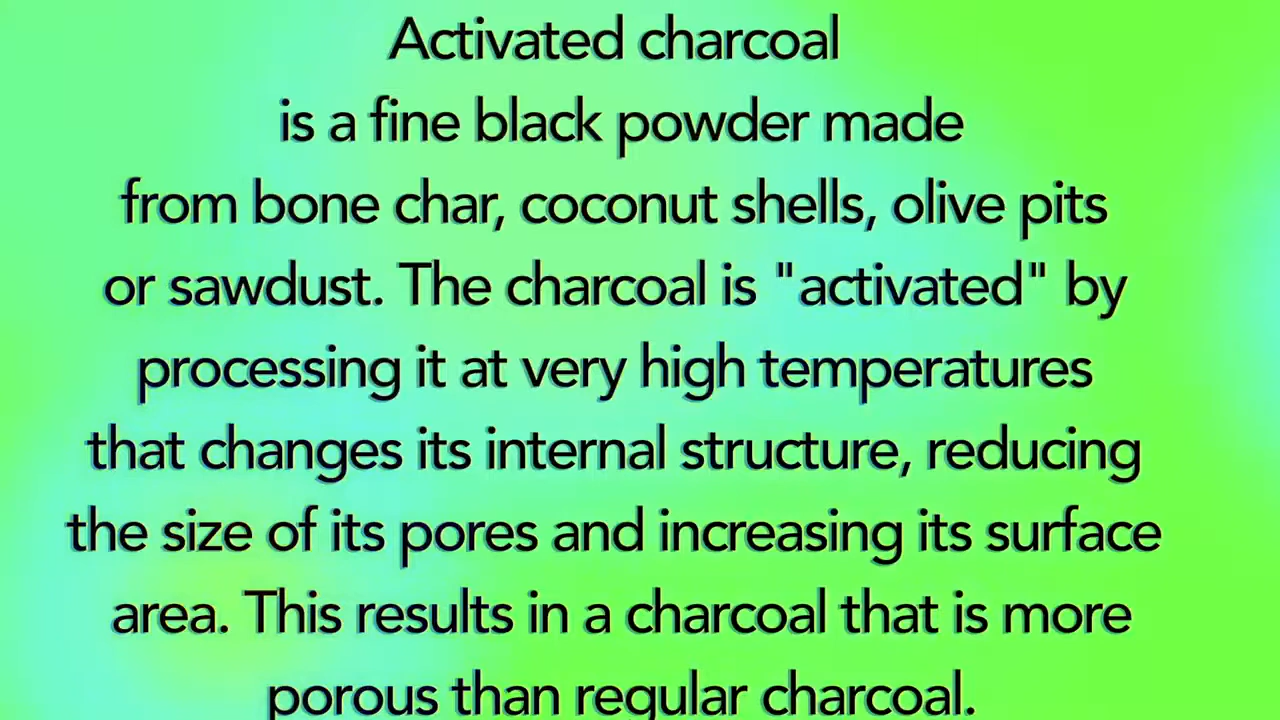 Activated charcoal
is a fine black powder made
from bone char, coconut shells, olive pits
or sawdust. The charcoal is "activated" by
processing it at very high temperatures
that changes its internal structure, reducing
the size of its pores and increasing its surface
area. This results in a charcoal that is more
porous than regular charcoal.